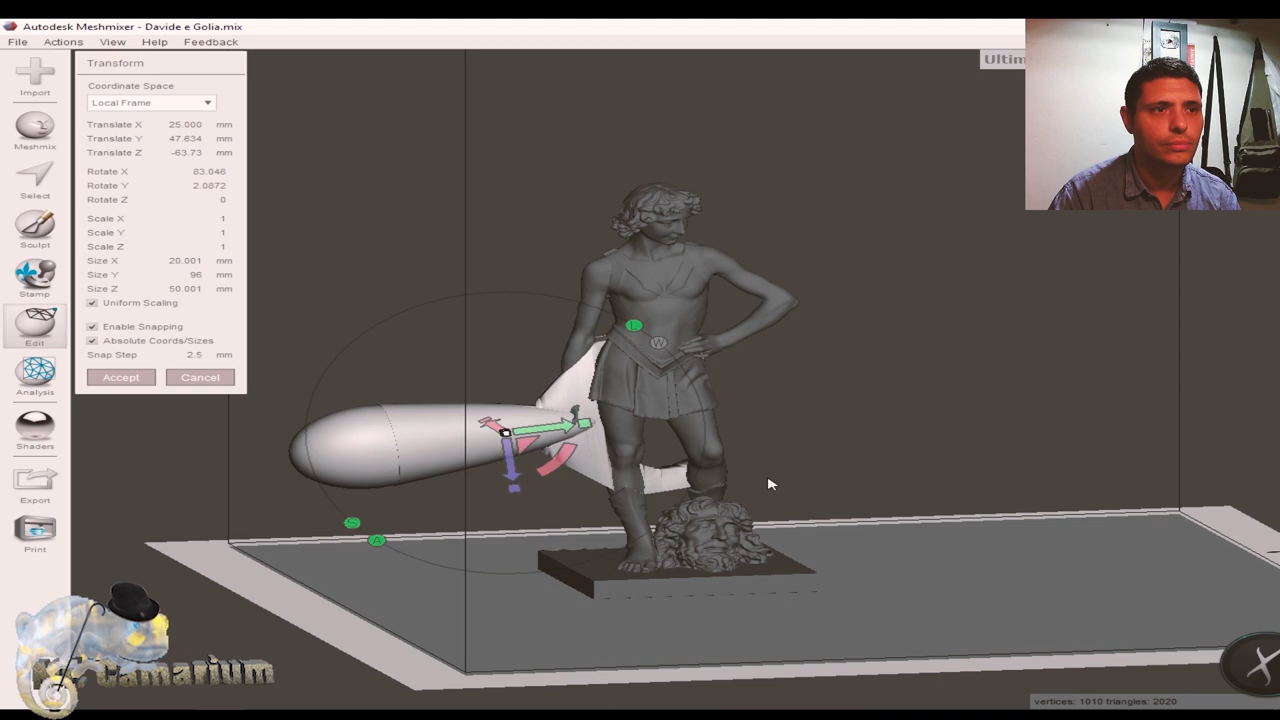 Autodesk Meshmixer - Davide e Golia.mix
File Actions View Help Feedback
Import
Meshmix
Select
Sculpt
Stamp
Edit
Analysis
Shaders
Export
Print
Transform
Coordinate Space
Local Frame
Translate X 25.000 mm
Translate Y 47.634 mm
Translate Z -63.73 mm
Rotate X 83.046
Rotate Y 2.0872
Rotate Z 0
Scale X 1
Scale Y 1
Scale Z 1
Size X 20.001 mm
Size Y 96 mm
Size Z 50.001 mm
Uniform Scaling
Enable Snapping
Absolute Coords/Sizes
Snap Step 2.5 mm
Accept Cancel
Ultim
L
W
S
A
Camarium
vertices: 1010 triangles: 2020